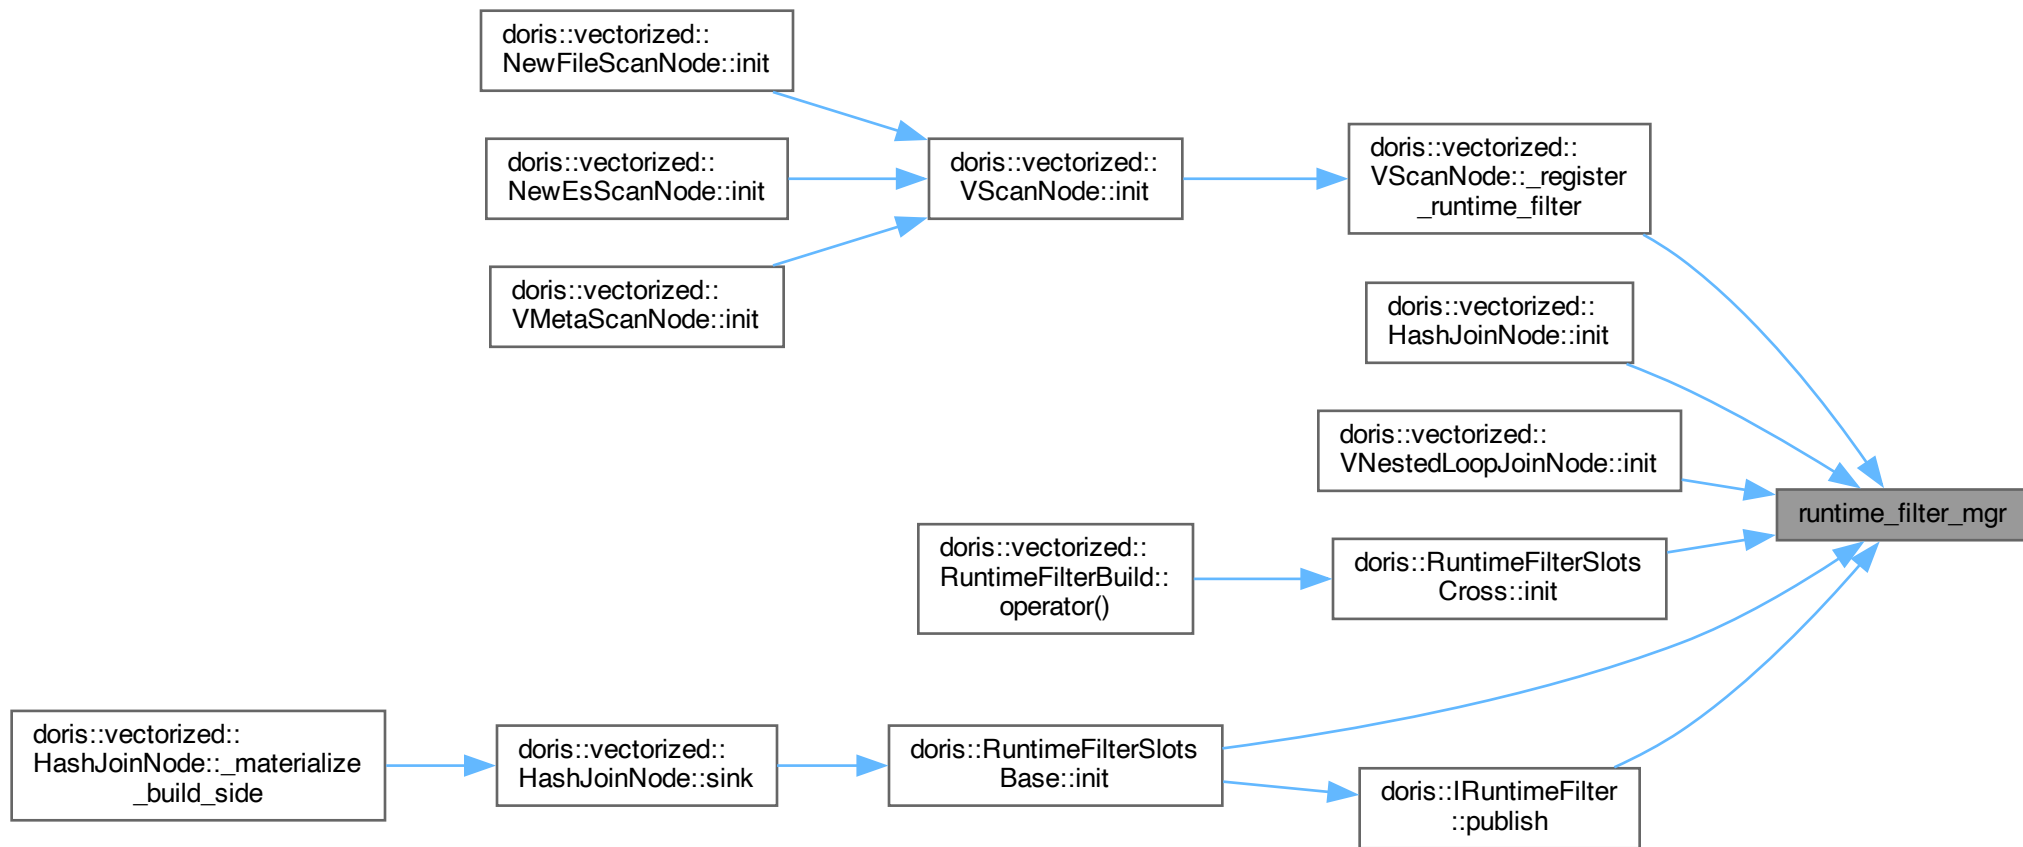 doris::vectorized::
NewFileScanNode::init
doris::vectorized::
NewEsScanNode::init
doris::vectorized::
VMetaScanNode::init
doris::vectorized::
VScanNode::init
doris::vectorized::
VScanNode::_register
_runtime_filter
doris::vectorized::
HashJoinNode::init
doris::vectorized::
VNestedLoopJoinNode::init
runtime_filter_mgr
doris::vectorized::
RuntimeFilterBuild::
operator()
doris::RuntimeFilterSlots
Cross::init
doris::vectorized::
HashJoinNode::_materialize
_build_side
doris::vectorized::
HashJoinNode::sink
doris::RuntimeFilterSlots
Base::init
doris::IRuntimeFilter
::publish